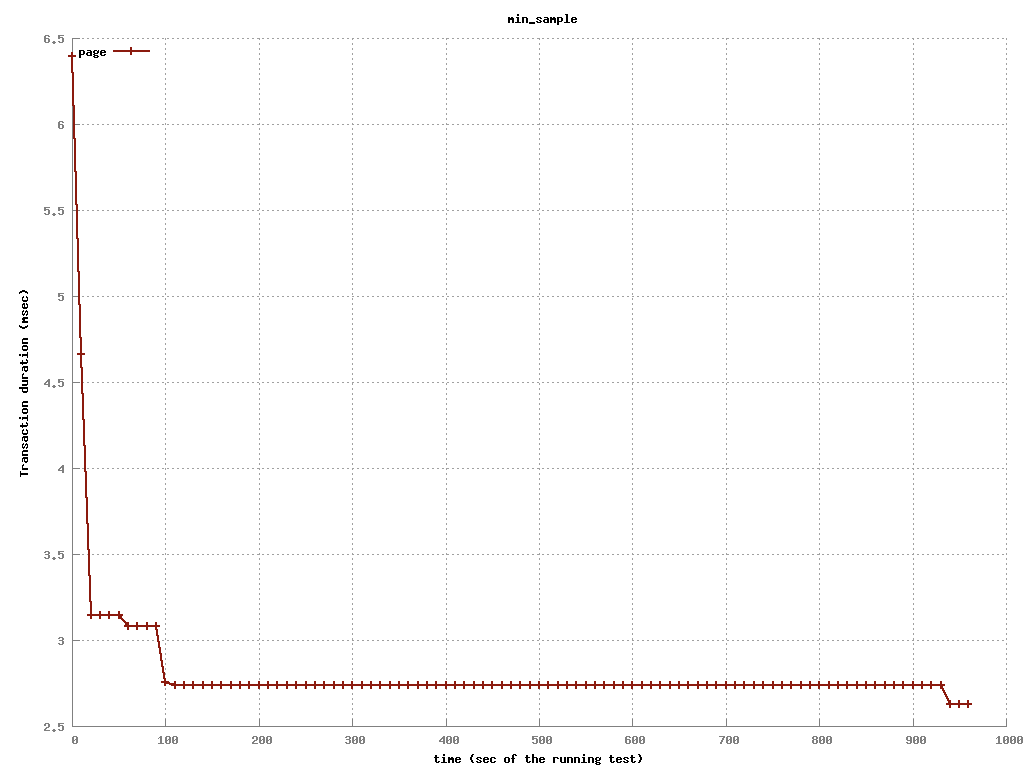 min_sample
page
6.5
6
5.5
5
4.5
4
3.5
3
2.5
Transaction duration (msec)
0 100 200 300 400 500 600 700 800 900 1000
time (sec of the running test)